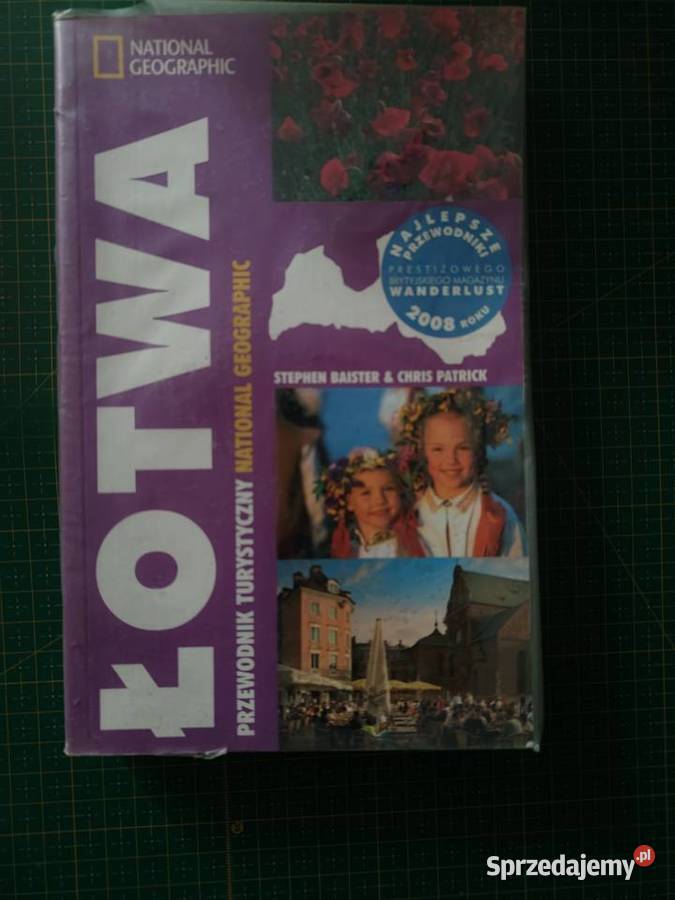 NATIONAL
GEOGRAPHIC
ŁOTWA
PRZEWODNIK TURYSTYCZNY NATIONAL GEOGRAPHIC
NAJLEPSZE
PRZEWODNIKI
PRESTIŻOWEGO
BRYTYJSKIEGO MAGAZYNU
WANDERLUST
2008 ROKU
STEPHEN BAISTER & CHRIS PATRICK
Sprzedajemy.pl